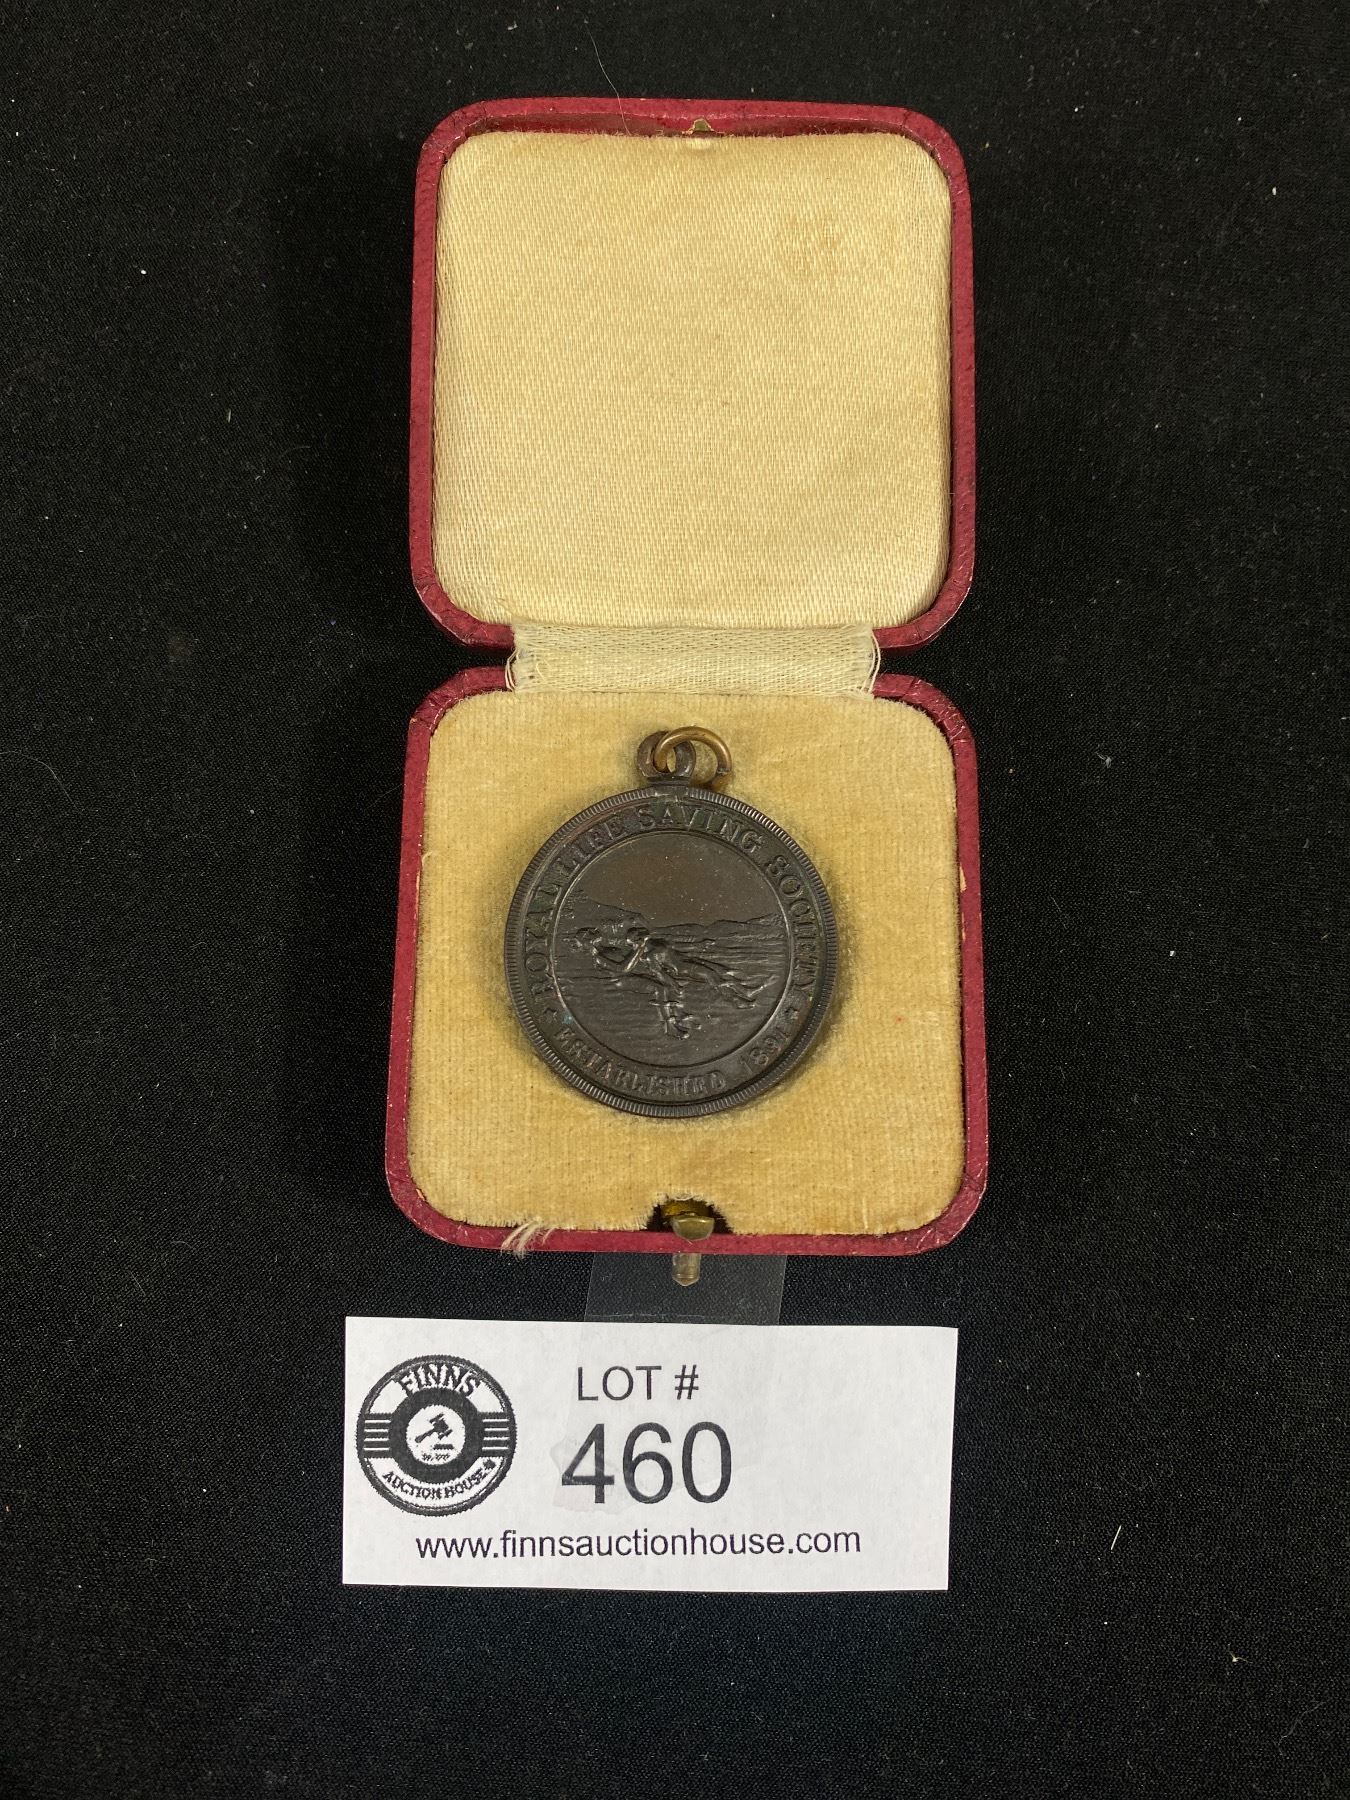 ROYAL LIFE SAVING SOCIETY
ESTABLISHED 1891
FINNS
AUCTION HOUSE
LOT #
460
www.finnsauctionhouse.com